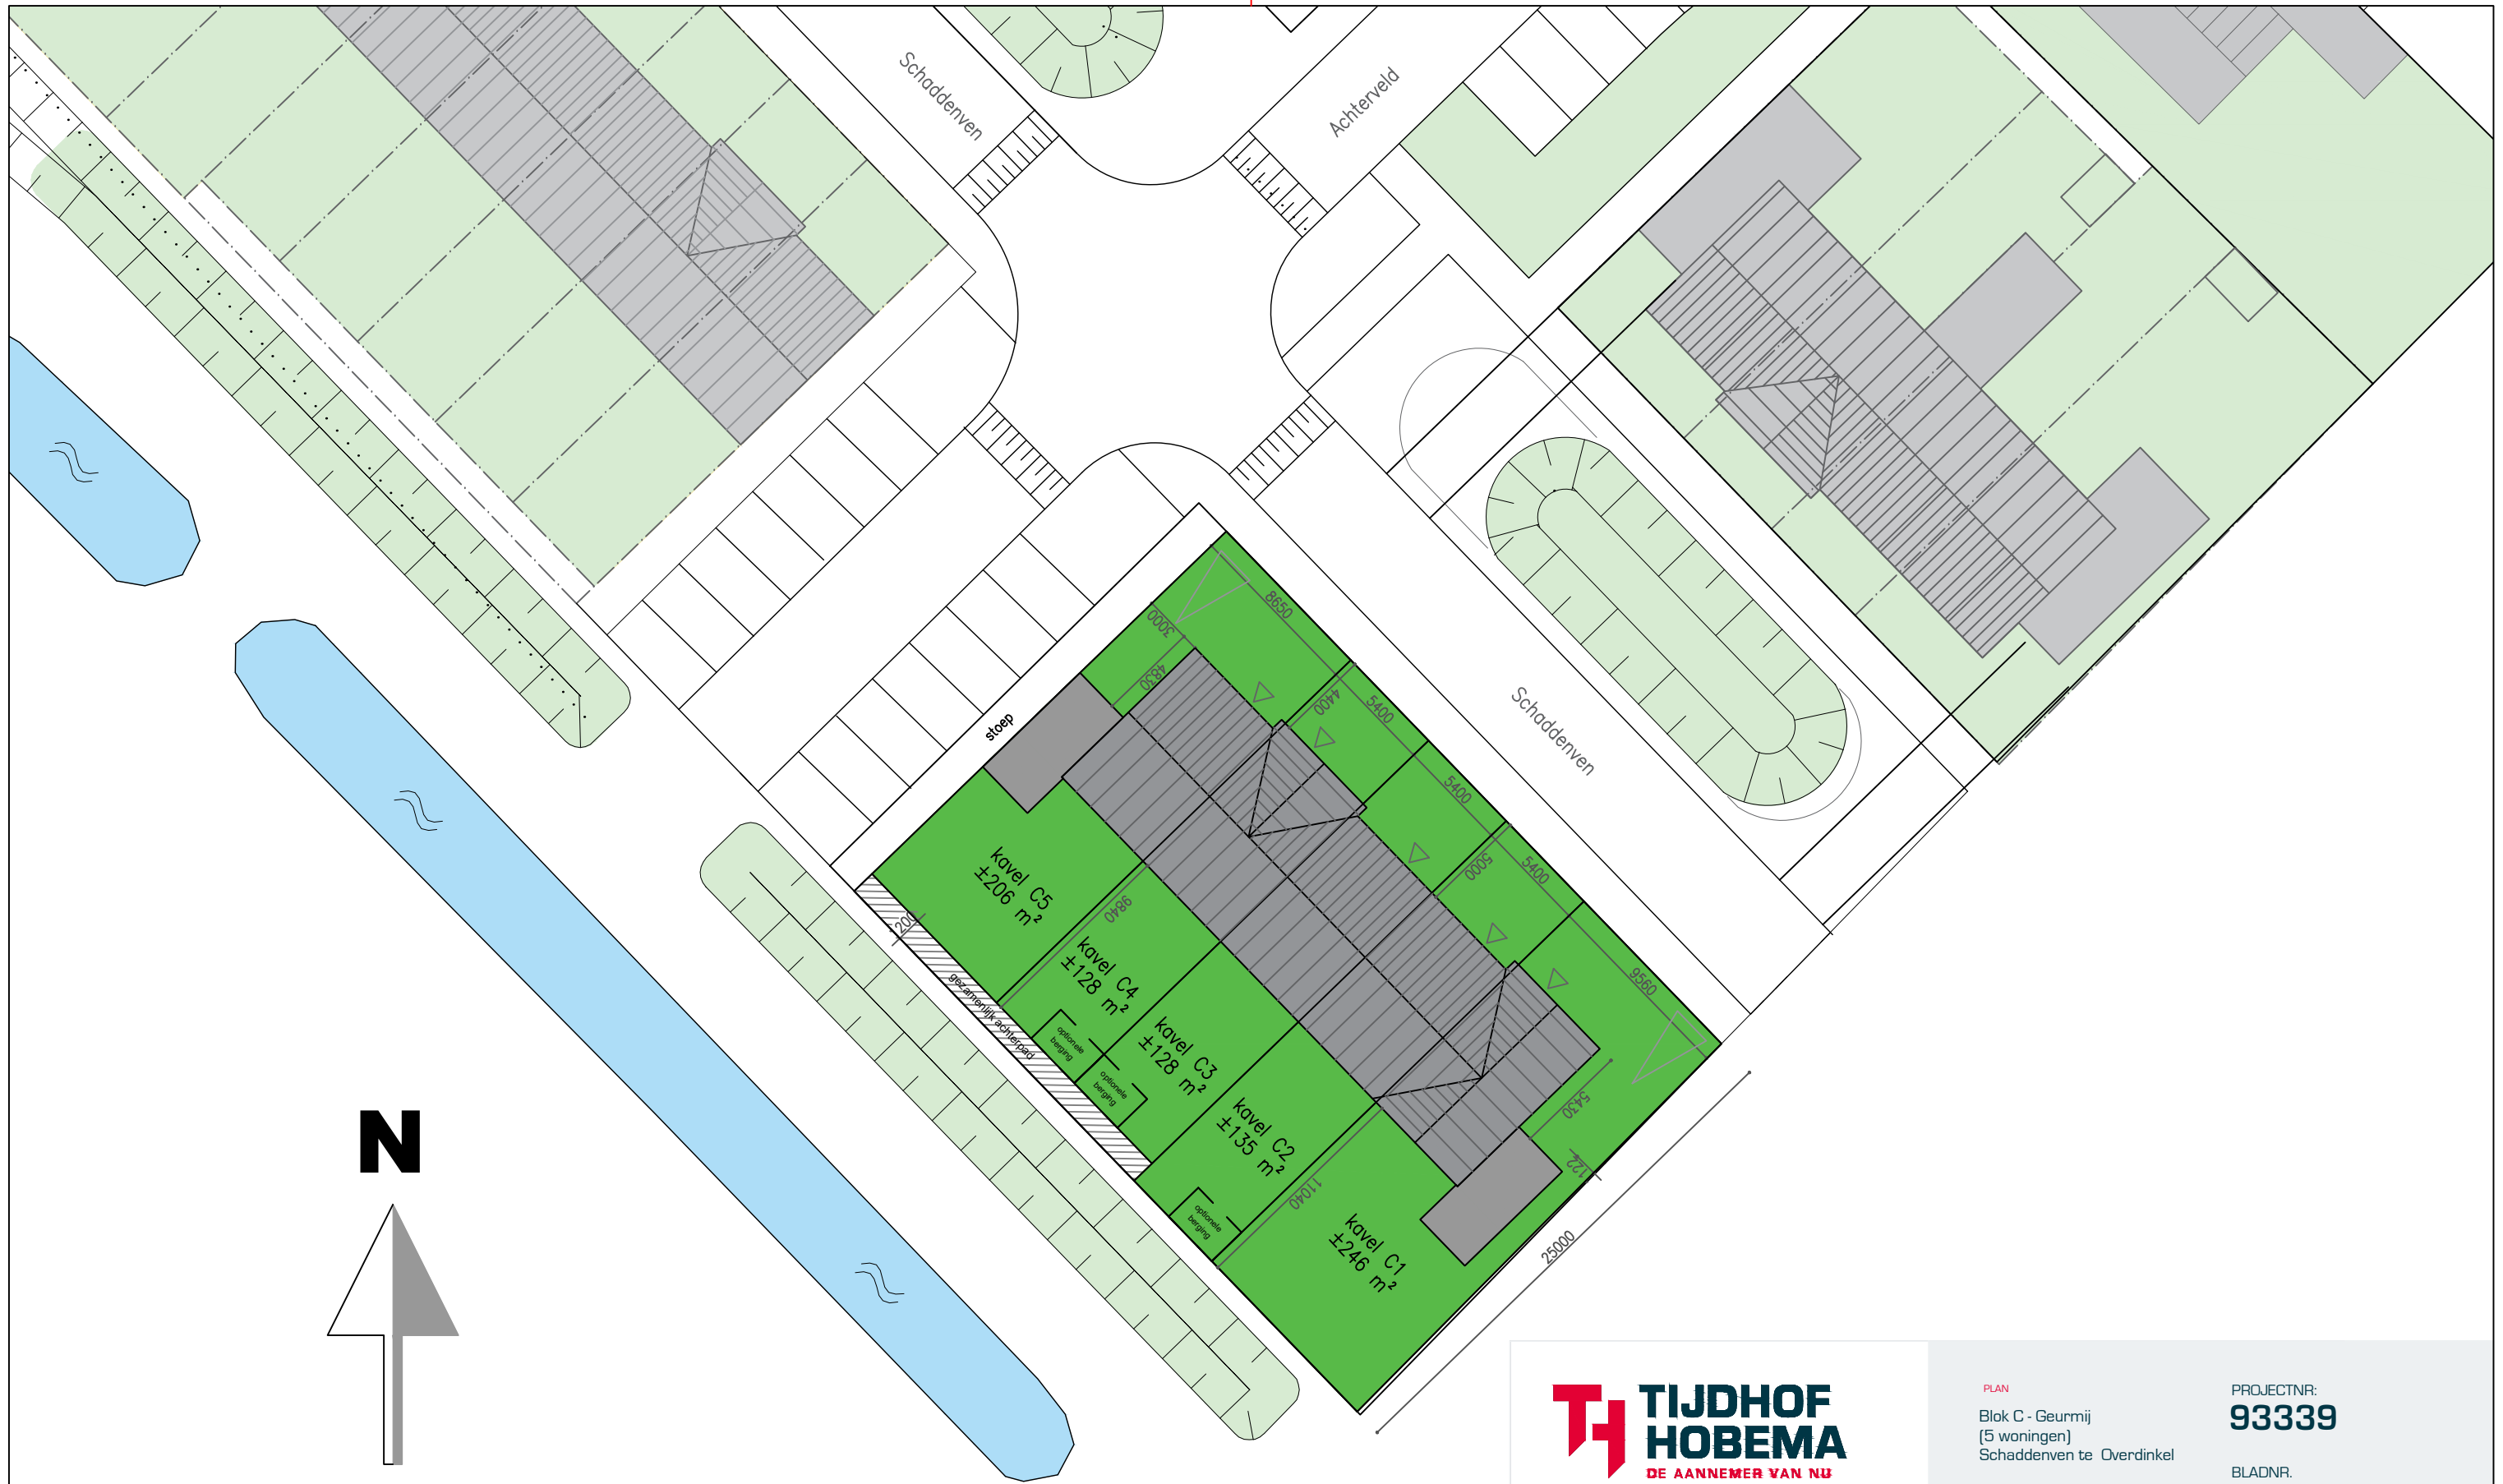 Schaddenven
Achterveld
8650
3000
4830
4400
5400
stoep
Schaddenven
5400
5000
5400
kavel C5
±206 m²
9840
1200
kavel C4
±128 m²
9560
gezamenlijk achterpad
optionele
berging
kavel C3
±128 m²
optionele
berging
5430
kavel C2
±135 m²
122
11040
optionele
berging
kavel C1
±246 m²
25000
N
TIJDHOF
HOBEMA
DE AANNEMER VAN NU
PLAN
Blok C - Geurmij
(5 woningen)
Schaddenven te Overdinkel
PROJECTNR:
93339
BLADNR.